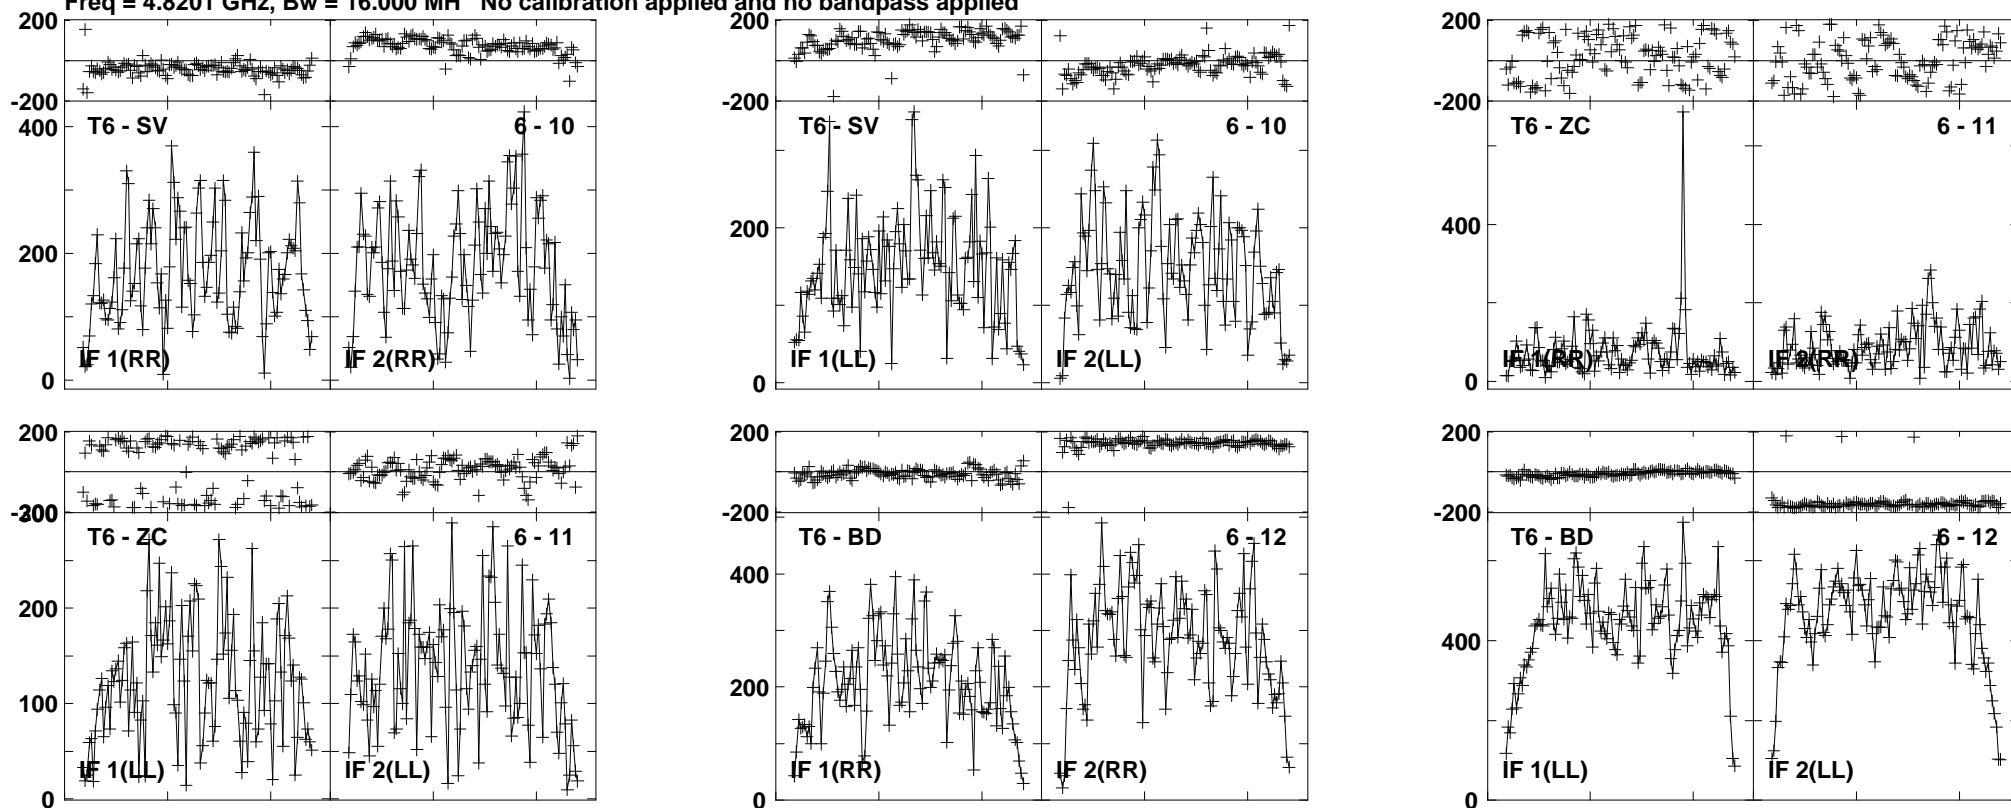 Freq = 4.8201 GHz, Bw = 16.000 MH No calibration applied and no bandpass applied
200 200 200
-200 -200 -200
400 T6 - SV 6 - 10 T6 - SV 6 - 10 T6 - ZC 6 - 11
200 200 400
IF 1(RR) IF 2(RR) IF 1(LL) IF 2(LL) IF 1(RR) IF 2(RR)
0 0 0
200 200 200
-200 -200 -200
300 T6 - ZC 6 - 11 T6 - BD 6 - 12 T6 - BD 6 - 12
200 400 400
100 200
IF 1(LL) IF 2(LL) IF 1(RR) IF 2(RR) IF 1(LL) IF 2(LL)
0 0 0